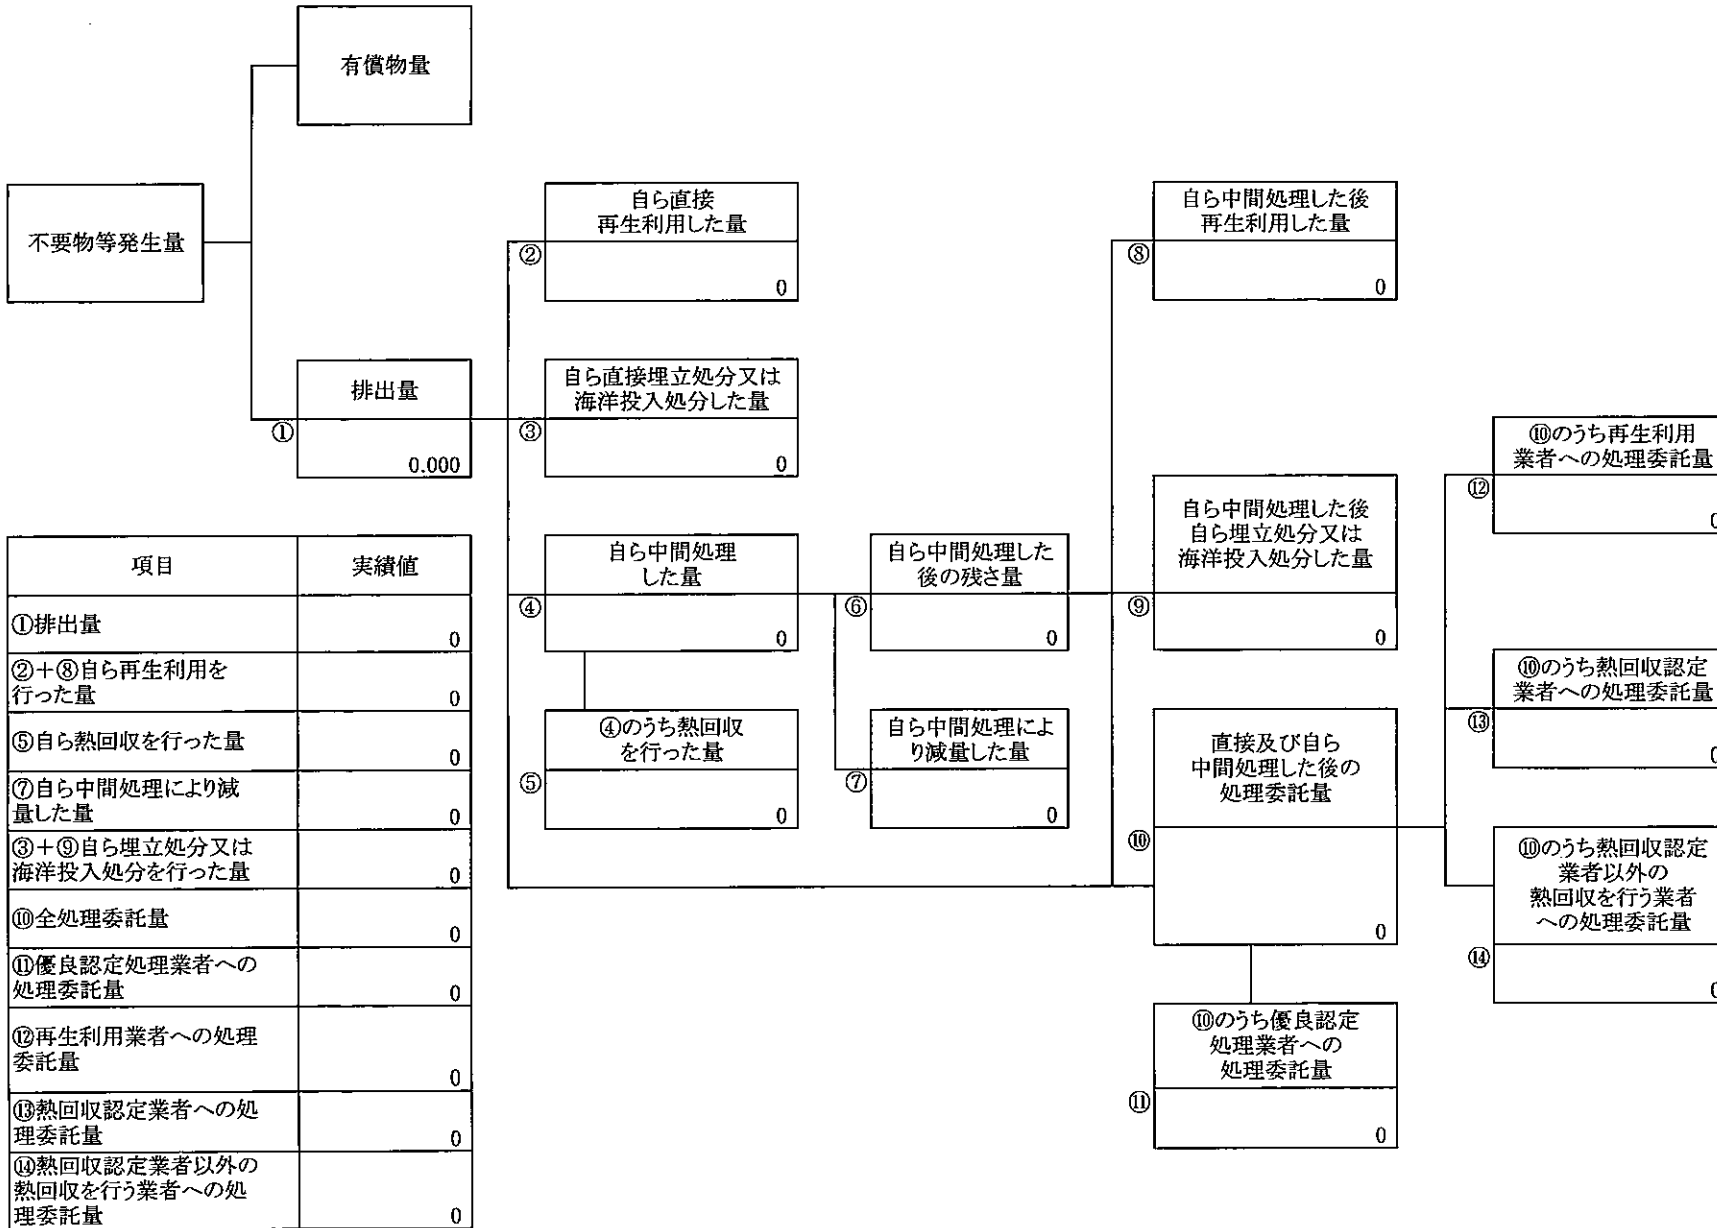 有償物量
不要物等発生量
自ら直接
再生利用した量
②
0
自ら中間処理した後
再生利用した量
⑧
0
排出量
①
0.000
自ら直接埋立処分又は
海洋投入処分した量
③
0
⑩のうち再生利用
業者への処理委託量
⑫
0
自ら中間処理
した量
④
0
自ら中間処理した
後の残さ量
⑥
0
自ら中間処理した後
自ら埋立処分又は
海洋投入処分した量
⑨
0
⑩のうち熱回収認定
業者への処理委託量
⑬
0
④のうち熱回収
を行った量
⑤
0
自ら中間処理によ
り減量した量
⑦
0
直接及び自ら
中間処理した後の
処理委託量
⑩
0
⑩のうち熱回収認定
業者以外の
熱回収を行う業者
への処理委託量
⑭
0
⑩のうち優良認定
処理業者への
処理委託量
⑪
0
項目 実績値
①排出量 0
②+⑧自ら再生利用を
行った量 0
⑤自ら熱回収を行った量 0
⑦自ら中間処理により減
量した量 0
③+⑨自ら埋立処分又は
海洋投入処分を行った量 0
⑩全処理委託量 0
⑪優良認定処理業者への
処理委託量 0
⑫再生利用業者への処理
委託量 0
⑬熱回収認定業者への処
理委託量 0
⑭熱回収認定業者以外の
熱回収を行う業者への処
理委託量 0